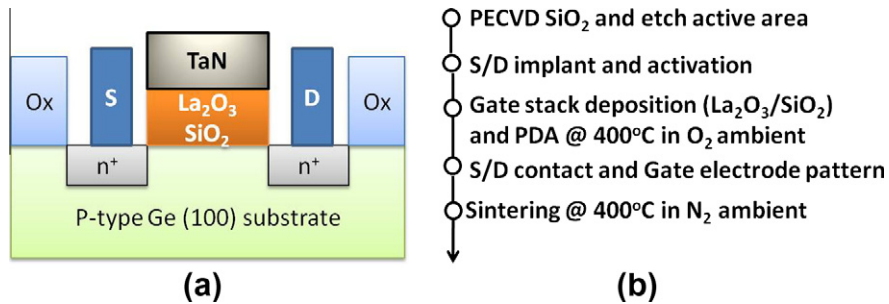 TaN
Ox
S
La₂O₃
SiO₂
D
Ox
n⁺
n⁺
P-type Ge (100) substrate
(a)
PECVD SiO₂ and etch active area
S/D implant and activation
Gate stack deposition (La₂O₃/SiO₂)
and PDA @ 400°C in O₂ ambient
S/D contact and Gate electrode pattern
Sintering @ 400°C in N₂ ambient
(b)